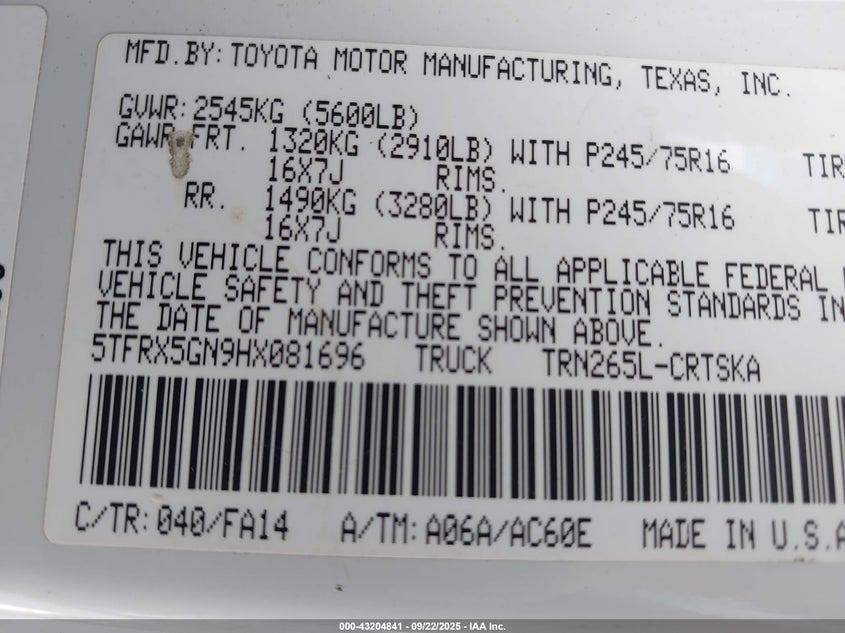 MFD.BY: TOYOTA MOTOR MANUFACTURING, TEXAS, INC.
GVWR: 2545KG (5600LB)
GAWR FRT. 1320KG (2910LB) WITH P245/75R16 TIR
16X7J RIMS.
RR. 1490KG (3280LB) WITH P245/75R16 TIR
16X7J RIMS.
THIS VEHICLE CONFORMS TO ALL APPLICABLE FEDERAL
VEHICLE SAFETY AND THEFT PREVENTION STANDARDS IN
THE DATE OF MANUFACTURE SHOWN ABOVE.
5TFRX5GN9HX081696 TRUCK TRN265L-CRTSKA
C/TR: 040/FA14 A/TM: A06A/AC60E MADE IN U.S.A
000-43204841 - 09/22/2025 - IAA Inc.